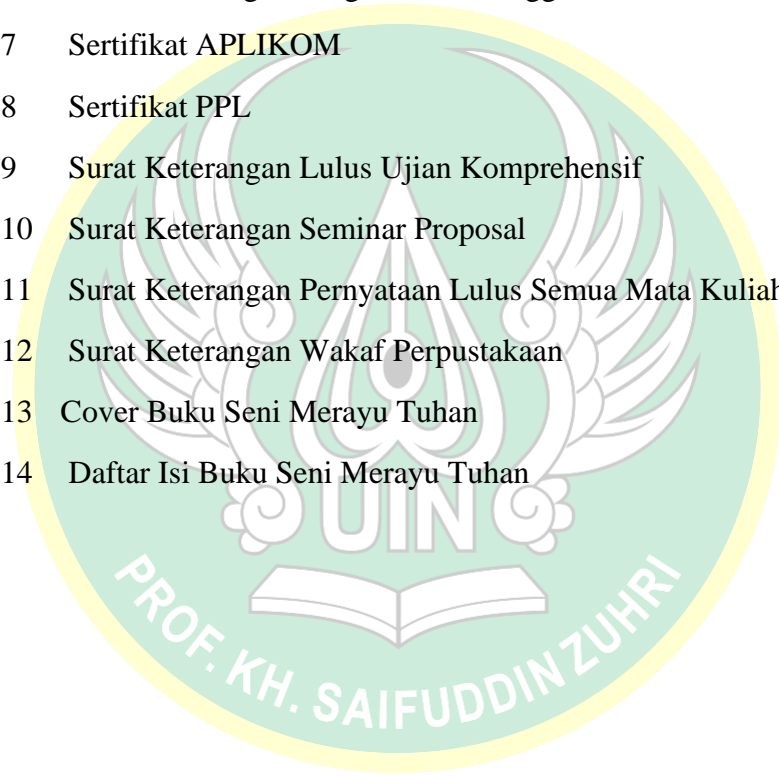 7 Sertifikat APLIKOM
8 Sertifikat PPL
9 Surat Keterangan Lulus Ujian Komprehensif
10 Surat Keterangan Seminar Proposal
11 Surat Keterangan Pernyataan Lulus Semua Mata Kuliah
12 Surat Keterangan Wakaf Perpustakaan
13 Cover Buku Seni Merayu Tuhan
14 Daftar Isi Buku Seni Merayu Tuhan
UIN
PROF. KH. SAIFUDDIN ZUHRI